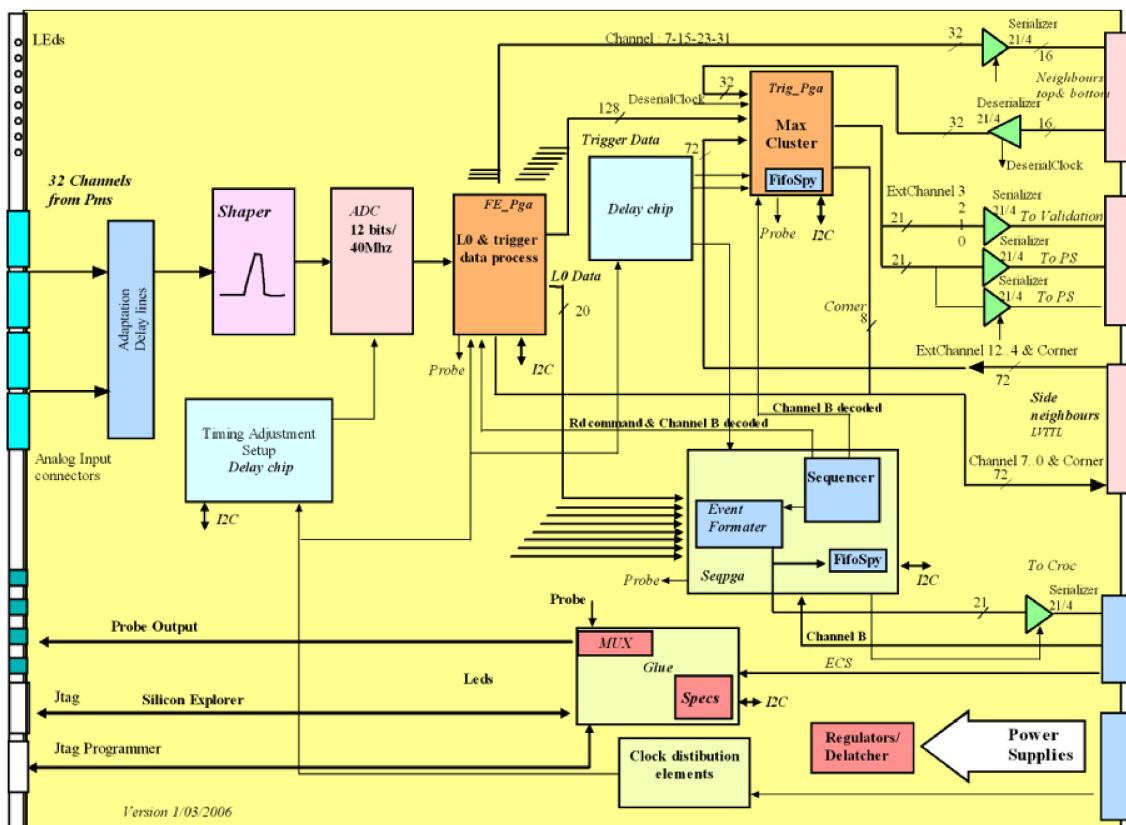 LEds
Channel : 7-15-23-31
32
Serializer
21/4
16
Neighbours
top& bottom
Deserializer
21/4
32
16
DeserialClock
32
DeserialClock
128
Trigger Data
72
Trig_Pga
Max
Cluster
FifoSpy
Probe
I2C
32 Channels
from Pms
Adaptation
Delay lines
Shaper
ADC
12 bits/
40Mhz
FE_Pga
L0 & trigger
data process
Delay chip
L0 Data
20
Probe
I2C
ExtChannel 3
2
1
0
21
Serializer
21/4
To Validation
Serializer
21
21/4
To PS
Serializer
21/4
To PS
Corner
8
ExtChannel 12..4 & Corner
72
Side
neighbours
LVTTL
Channel 7..0 & Corner
72
Channel B decoded
Rd command & Channel B decoded
Analog Input
connectors
Timing Adjustment
Setup
Delay chip
I2C
Sequencer
Event
Formater
FifoSpy
Seqpga
Probe
I2C
To Croc
Serializer
21/4
21
Channel B
Probe
Probe Output
MUX
Glue
ECS
Leds
Specs
I2C
Jtag
Silicon Explorer
Jtag Programmer
Clock distibution
elements
Regulators/
Delatcher
Power
Supplies
Version 1/03/2006